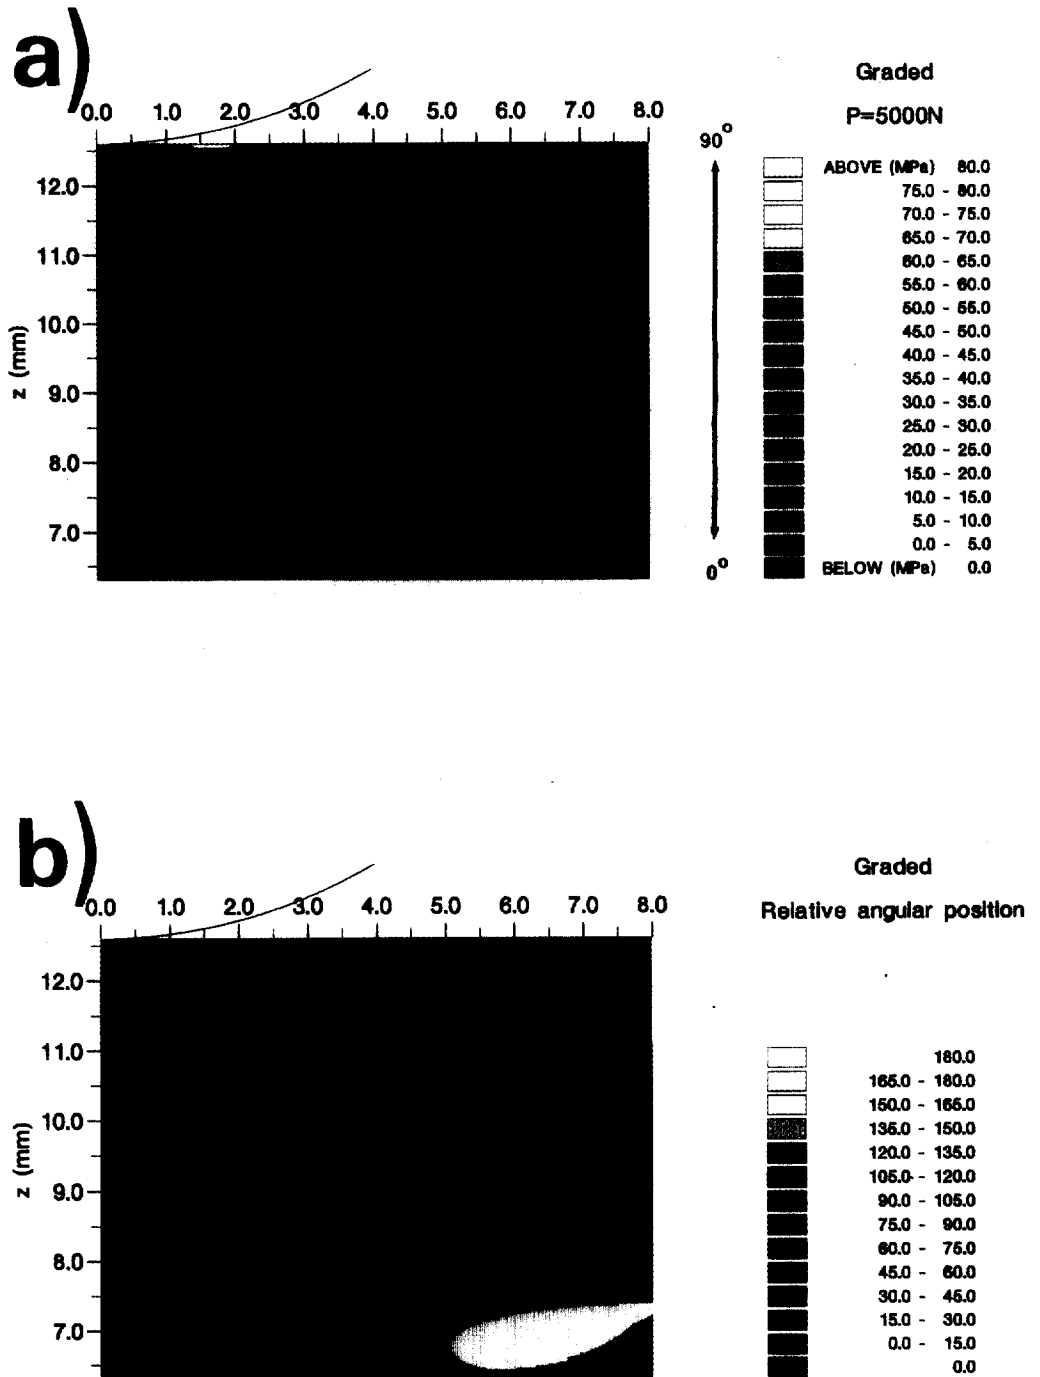 a)
Graded
P=5000N
0.0 1.0 2.0 3.0 4.0 5.0 6.0 7.0 8.0
90°
12.0
11.0
10.0
9.0
8.0
7.0
z (mm)
0°
ABOVE (MPa) 80.0
75.0 - 80.0
70.0 - 75.0
65.0 - 70.0
60.0 - 65.0
55.0 - 60.0
50.0 - 55.0
45.0 - 50.0
40.0 - 45.0
35.0 - 40.0
30.0 - 35.0
25.0 - 30.0
20.0 - 25.0
15.0 - 20.0
10.0 - 15.0
5.0 - 10.0
0.0 - 5.0
BELOW (MPa) 0.0
b)
Graded
Relative angular position
0.0 1.0 2.0 3.0 4.0 5.0 6.0 7.0 8.0
12.0
11.0
10.0
9.0
8.0
7.0
z (mm)
180.0
165.0 - 180.0
150.0 - 165.0
135.0 - 150.0
120.0 - 135.0
105.0 - 120.0
90.0 - 105.0
75.0 - 90.0
60.0 - 75.0
45.0 - 60.0
30.0 - 45.0
15.0 - 30.0
0.0 - 15.0
0.0